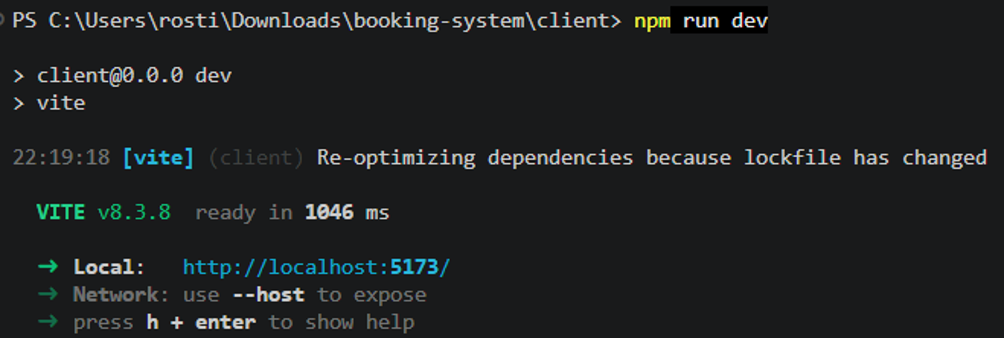 PS C:\Users\rosti\Downloads\booking-system\client> npm run dev
> client@0.0.0 dev
> vite
22:19:18 [vite] (client) Re-optimizing dependencies because lockfile has changed
VITE v8.3.8 ready in 1046 ms
➜ Local: http://localhost:5173/
➜ Network: use --host to expose
➜ press h + enter to show help